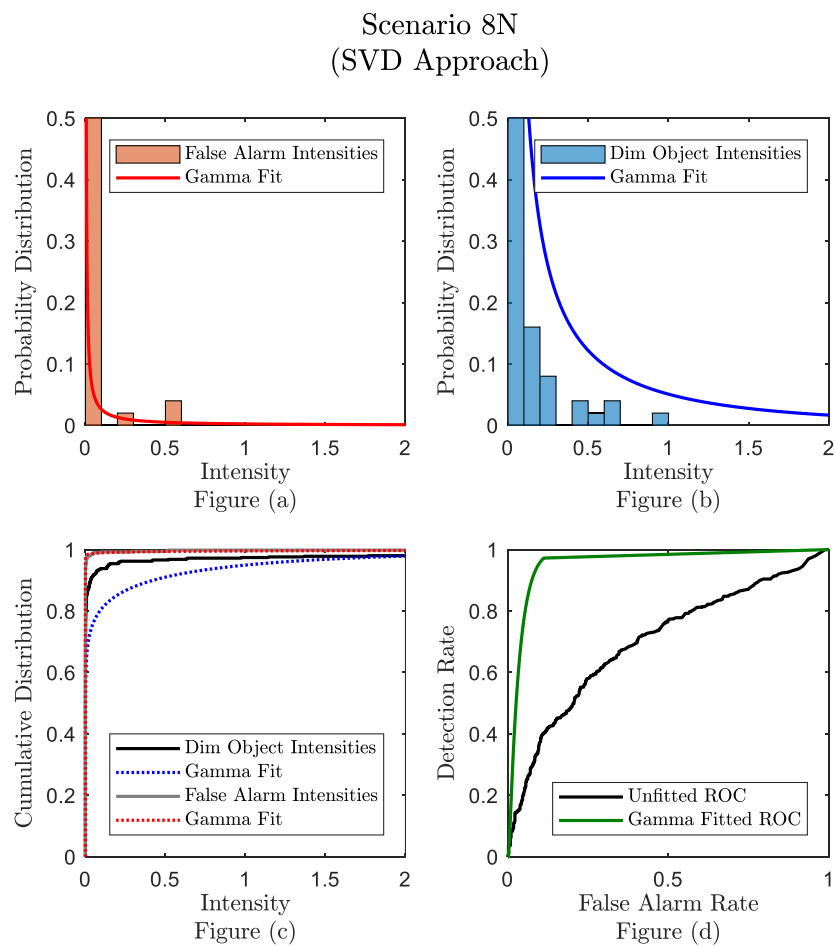 Scenario 8N
(SVD Approach)
0.5
0.4
0.3
0.2
0.1
0
Probability Distribution
False Alarm Intensities
Gamma Fit
0 0.5 1 1.5 2
Intensity
Figure (a)
0.5
0.4
0.3
0.2
0.1
0
Probability Distribution
Dim Object Intensities
Gamma Fit
0 0.5 1 1.5 2
Intensity
Figure (b)
1
0.8
0.6
0.4
0.2
0
Cumulative Distribution
Dim Object Intensities
Gamma Fit
False Alarm Intensities
Gamma Fit
0 0.5 1 1.5 2
Intensity
Figure (c)
1
0.8
0.6
0.4
0.2
0
Detection Rate
Unfitted ROC
Gamma Fitted ROC
0 0.5 1
False Alarm Rate
Figure (d)